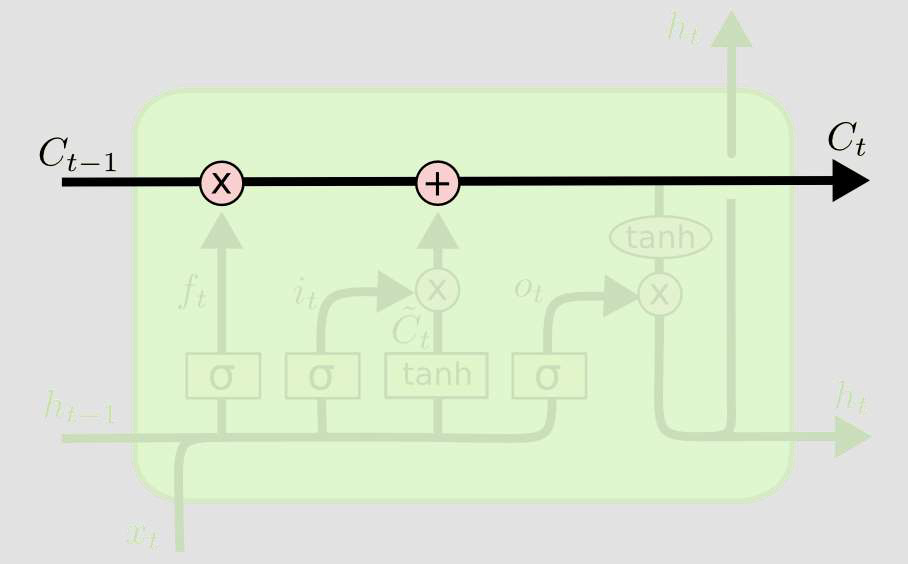 h_t
C_{t-1} x + C_t
tanh
f_t i_t x o_t x
C̃_t
σ σ tanh σ
h_{t-1} h_t
x_t